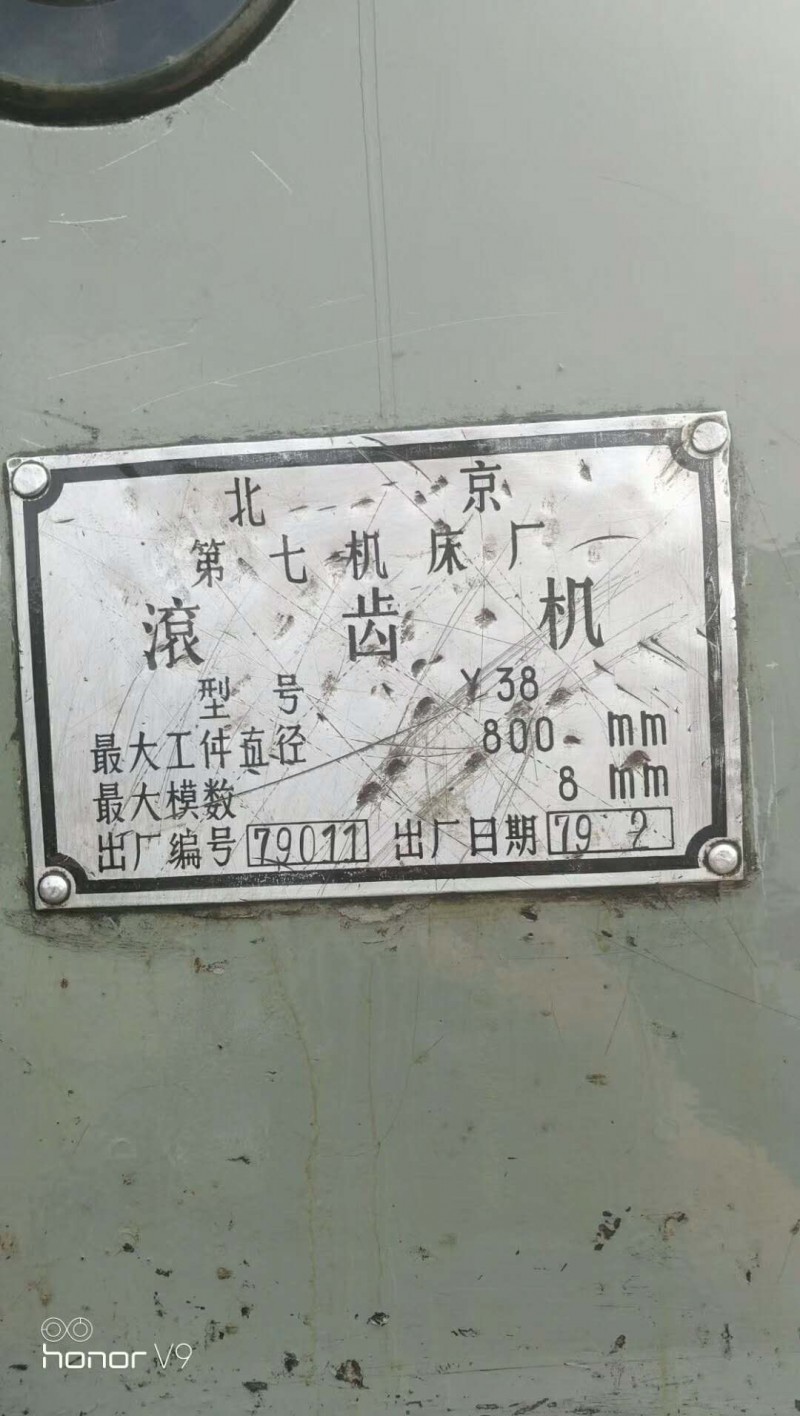 北京
第七机床厂
滚齿机
型号 Y38
最大工件直径 800 mm
最大模数 8 mm
出厂编号 79011 出厂日期 79 2
honor V9